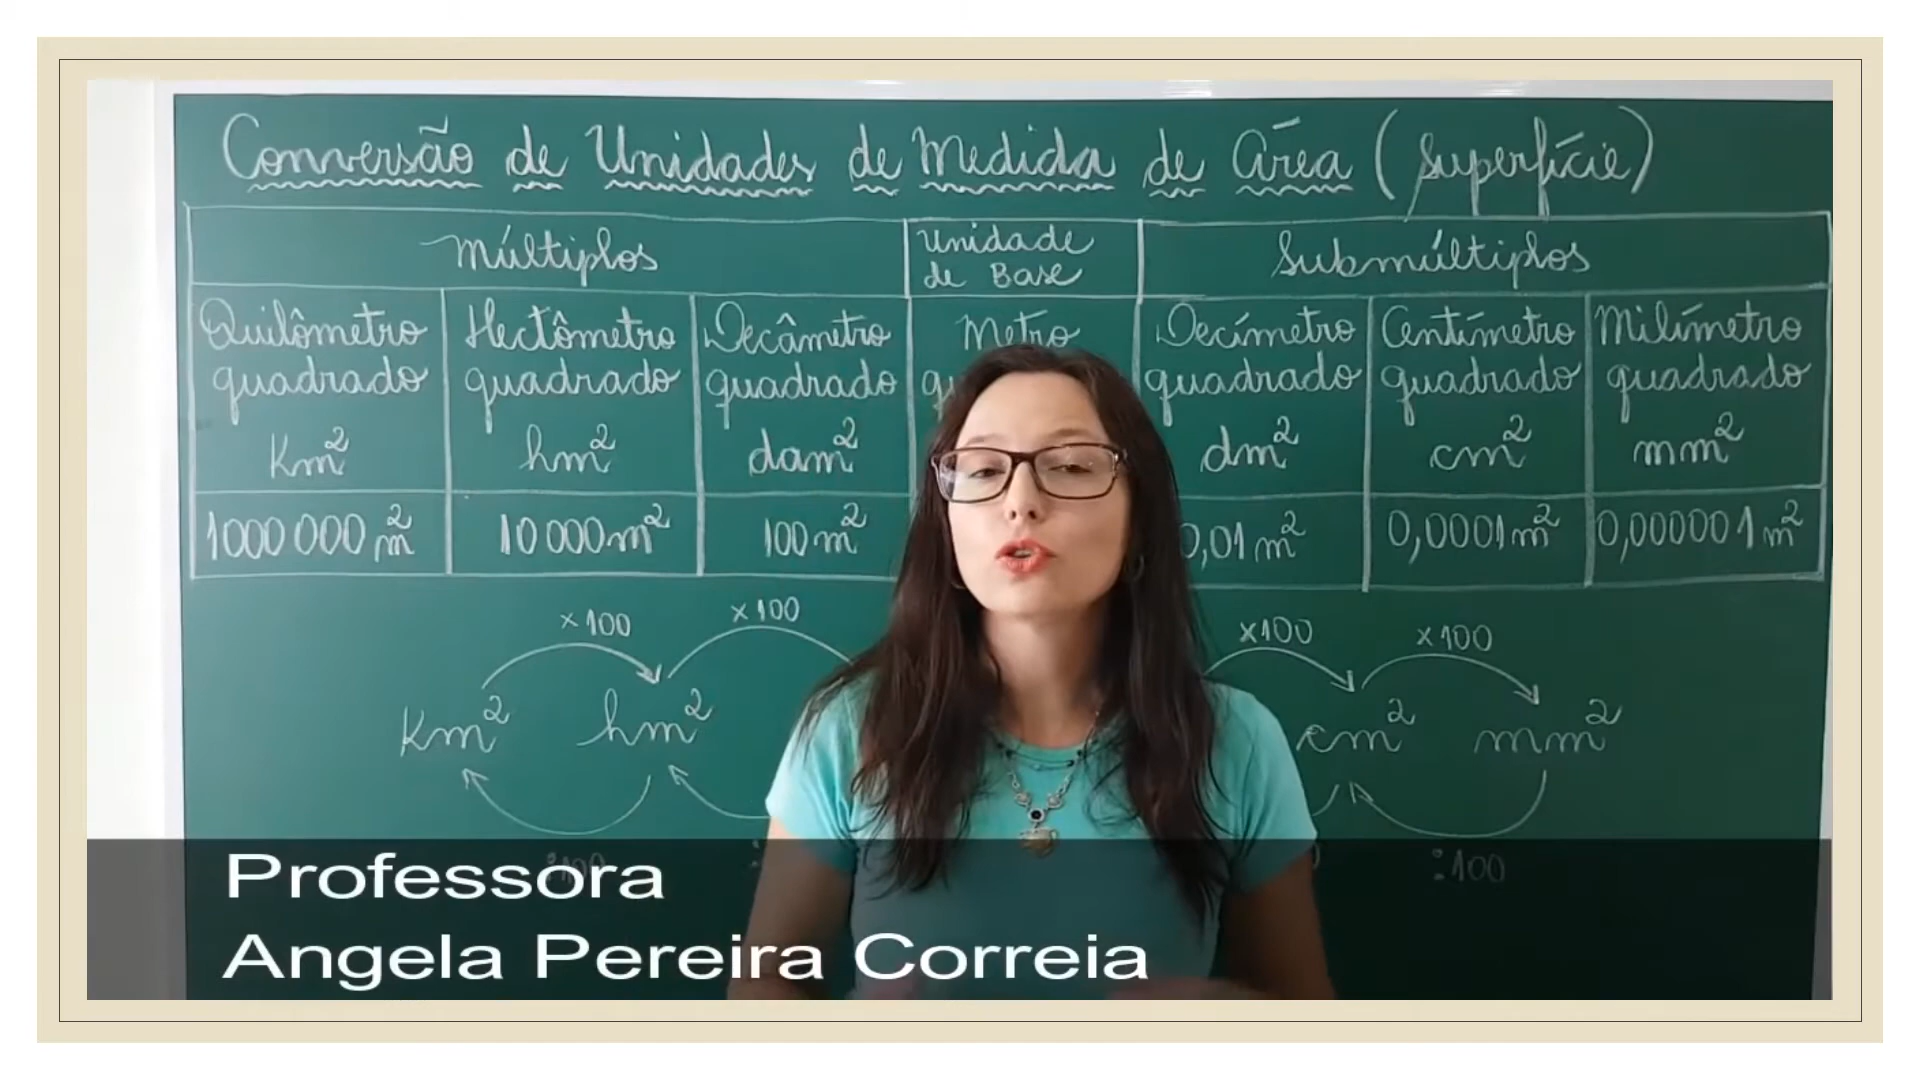 Conversão de Unidades de Medida de Área (Superfície)
Múltiplos
Unidade
de Base
Submúltiplos
Quilômetro
quadrado
Km²
1000 000 m²
Hectômetro
quadrado
hm²
10 000 m²
Decâmetro
quadrado
dam²
100 m²
Metro
Decímetro
quadrado
dm²
0,01 m²
Centímetro
quadrado
cm²
0,0001 m²
Milímetro
quadrado
mm²
0,000001 m²
x 100
x 100
x100
x 100
Km²
hm²
cm²
mm²
:100
:100
Professora
Angela Pereira Correia